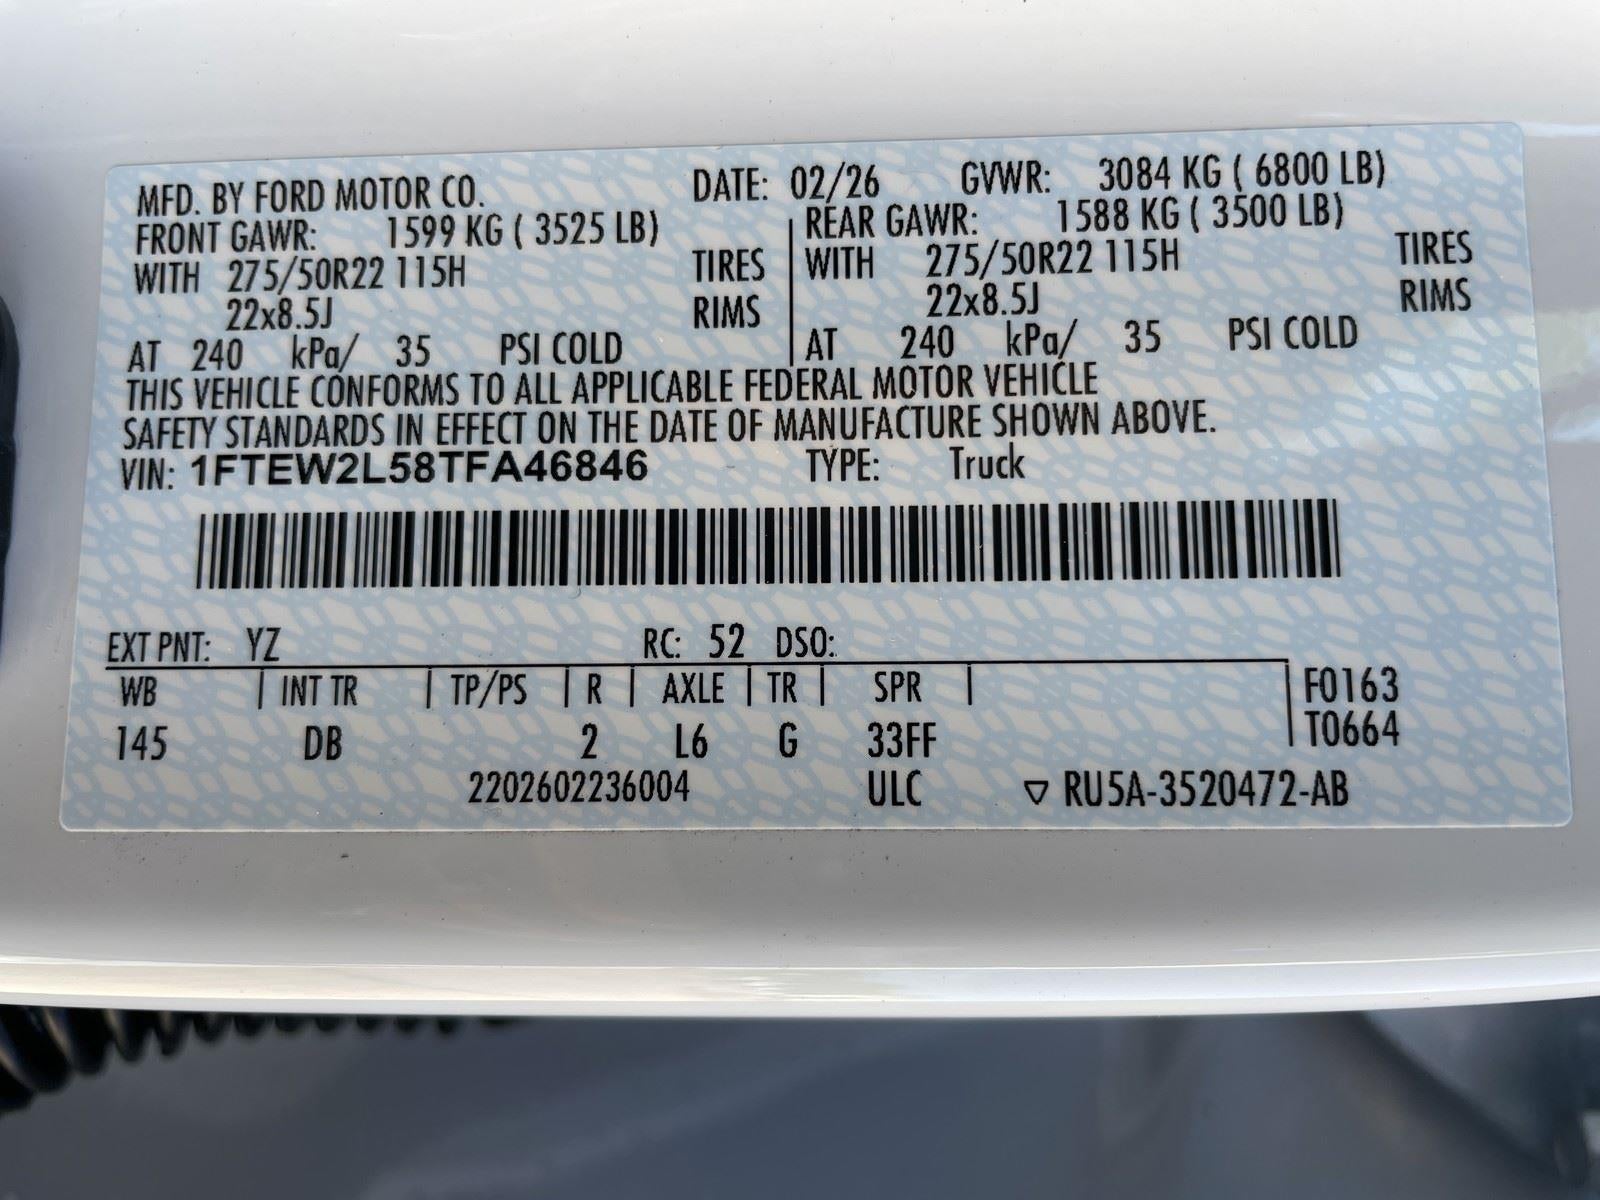 MFD. BY FORD MOTOR CO. DATE: 02/26 GVWR: 3084 KG ( 6800 LB)
FRONT GAWR: 1599 KG ( 3525 LB) REAR GAWR: 1588 KG ( 3500 LB)
WITH 275/50R22 115H TIRES WITH 275/50R22 115H TIRES
22x8.5J RIMS 22x8.5J RIMS
AT 240 kPa/ 35 PSI COLD AT 240 kPa/ 35 PSI COLD
THIS VEHICLE CONFORMS TO ALL APPLICABLE FEDERAL MOTOR VEHICLE
SAFETY STANDARDS IN EFFECT ON THE DATE OF MANUFACTURE SHOWN ABOVE.
VIN: 1FTEW2L58TFA46846 TYPE: Truck
EXT PNT: YZ RC: 52 DSO:
WB | INT TR | TP/PS | R | AXLE | TR | SPR | F0163
145 DB 2 L6 G 33FF T0664
2202602236004 ULC ▽ RU5A-3520472-AB